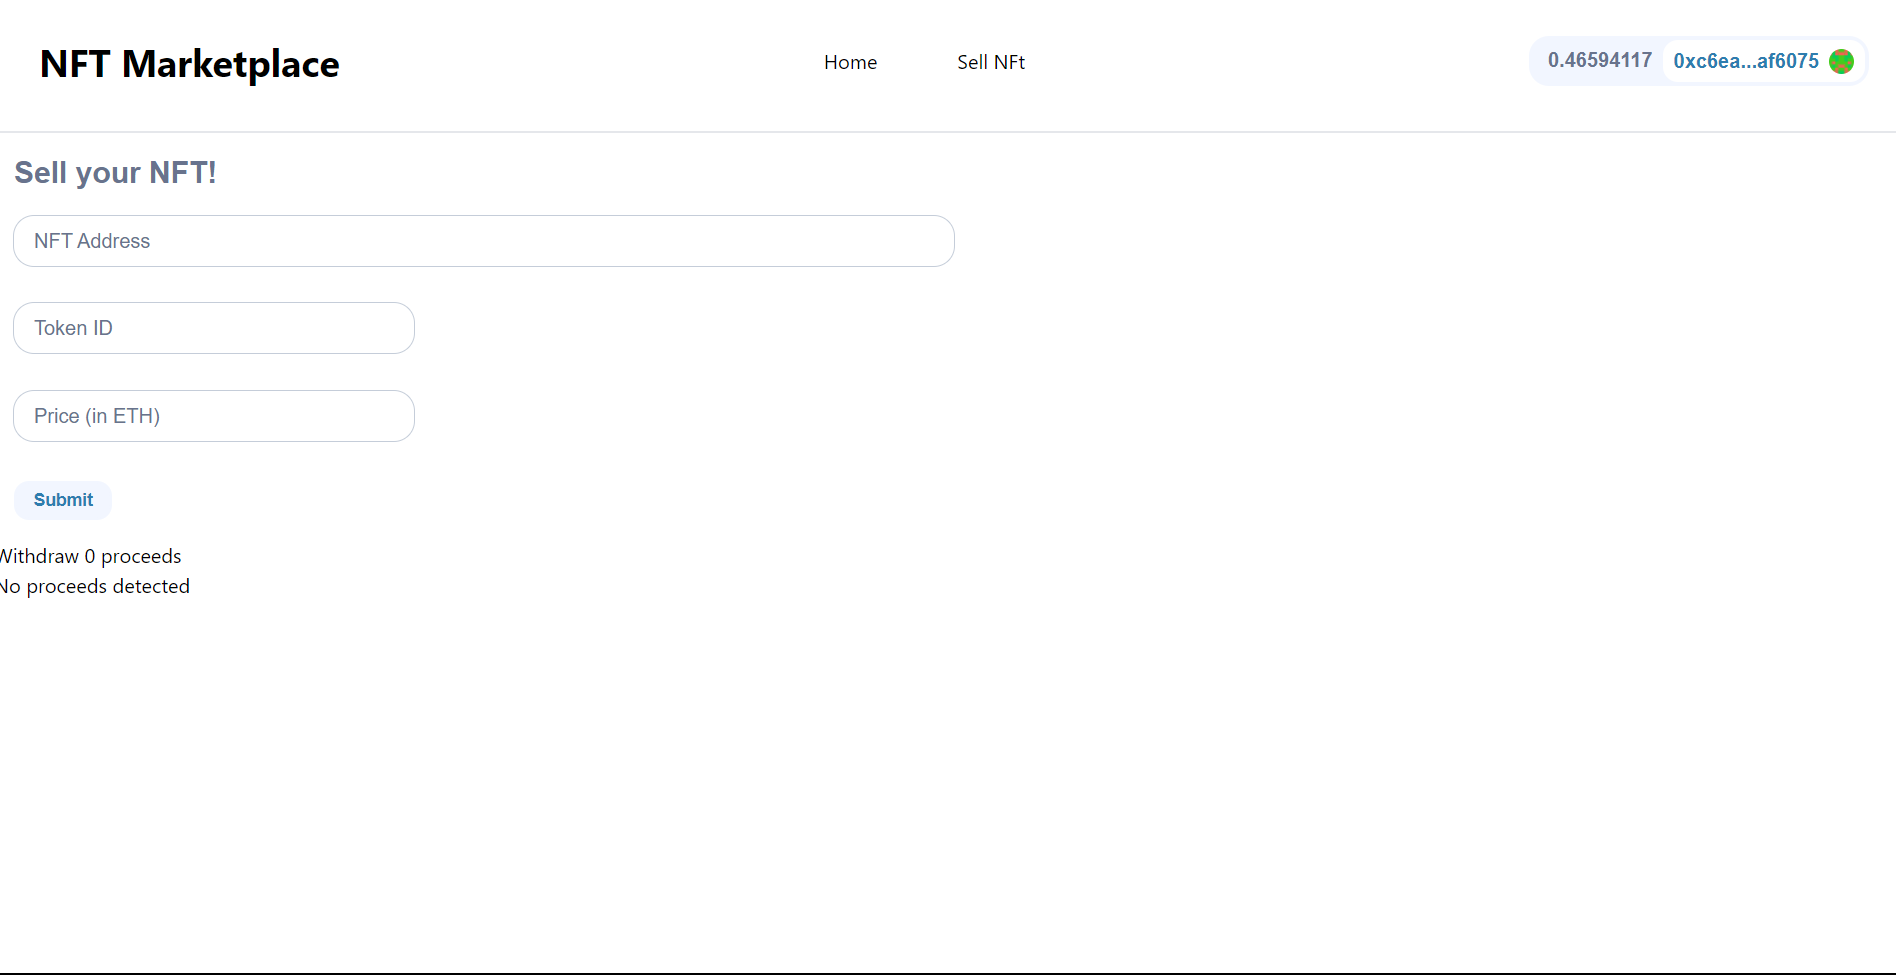 NFT Marketplace
Home
Sell NFt
0.46594117
0xc6ea...af6075
Sell your NFT!
NFT Address
Token ID
Price (in ETH)
Submit
Withdraw 0 proceeds
No proceeds detected